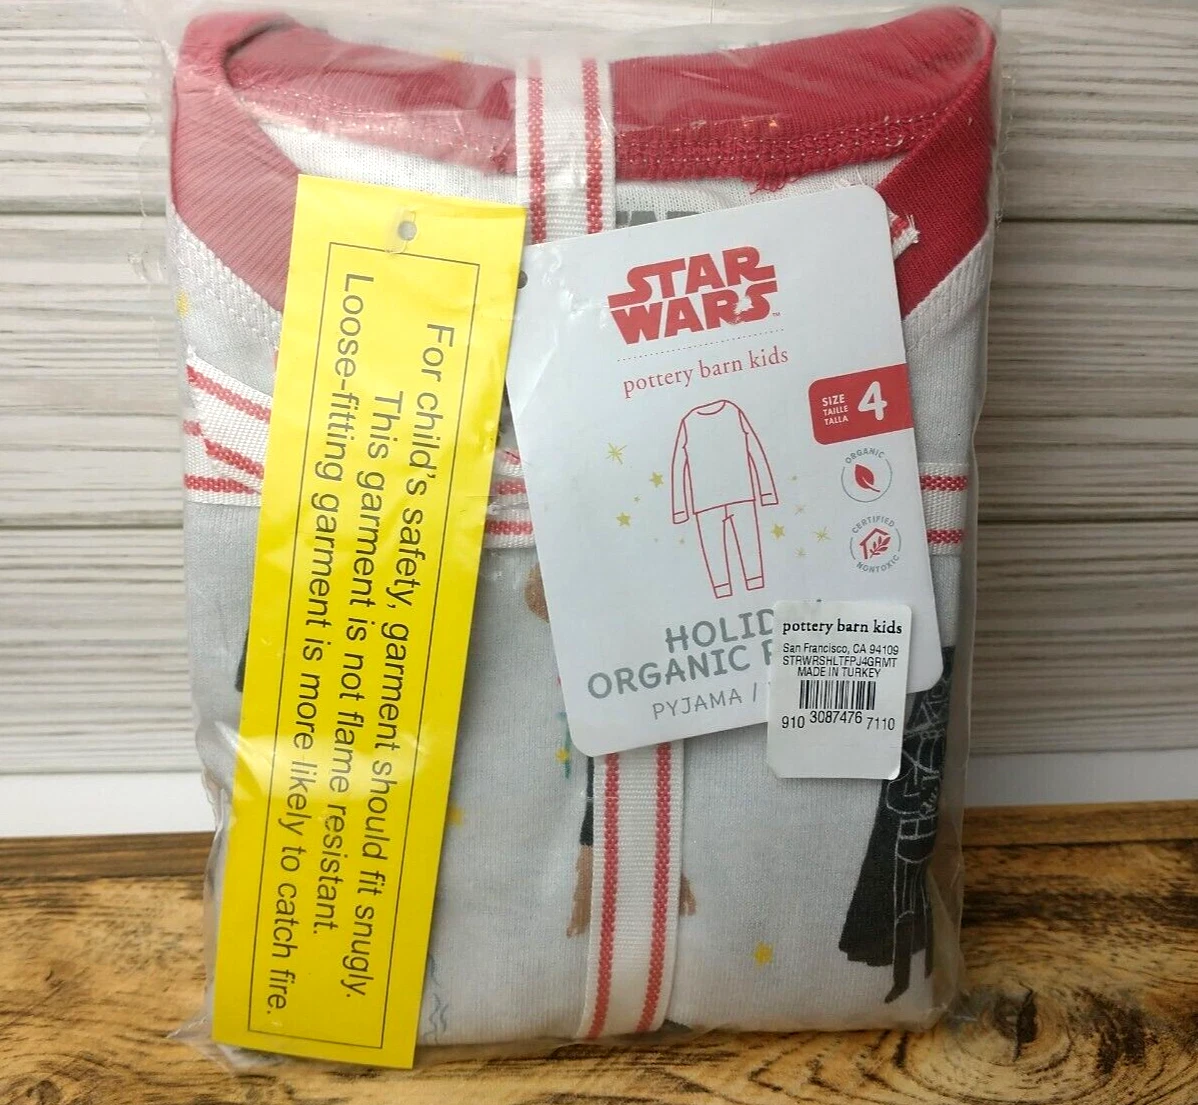 For child's safety, garment should fit snugly.
This garment is not flame resistant.
Loose-fitting garment is more likely to catch fire.
STAR
WARS™
pottery barn kids
SIZE
TAILLE
TALLA
4
ORGANIC
CERTIFIED
NONTOXIC
ORGANIC
PYJAMA /
pottery barn kids
San Francisco, CA 94109
STRWRSHLTFPJ4GRMT
MADE IN TURKEY
910 3087476 7110